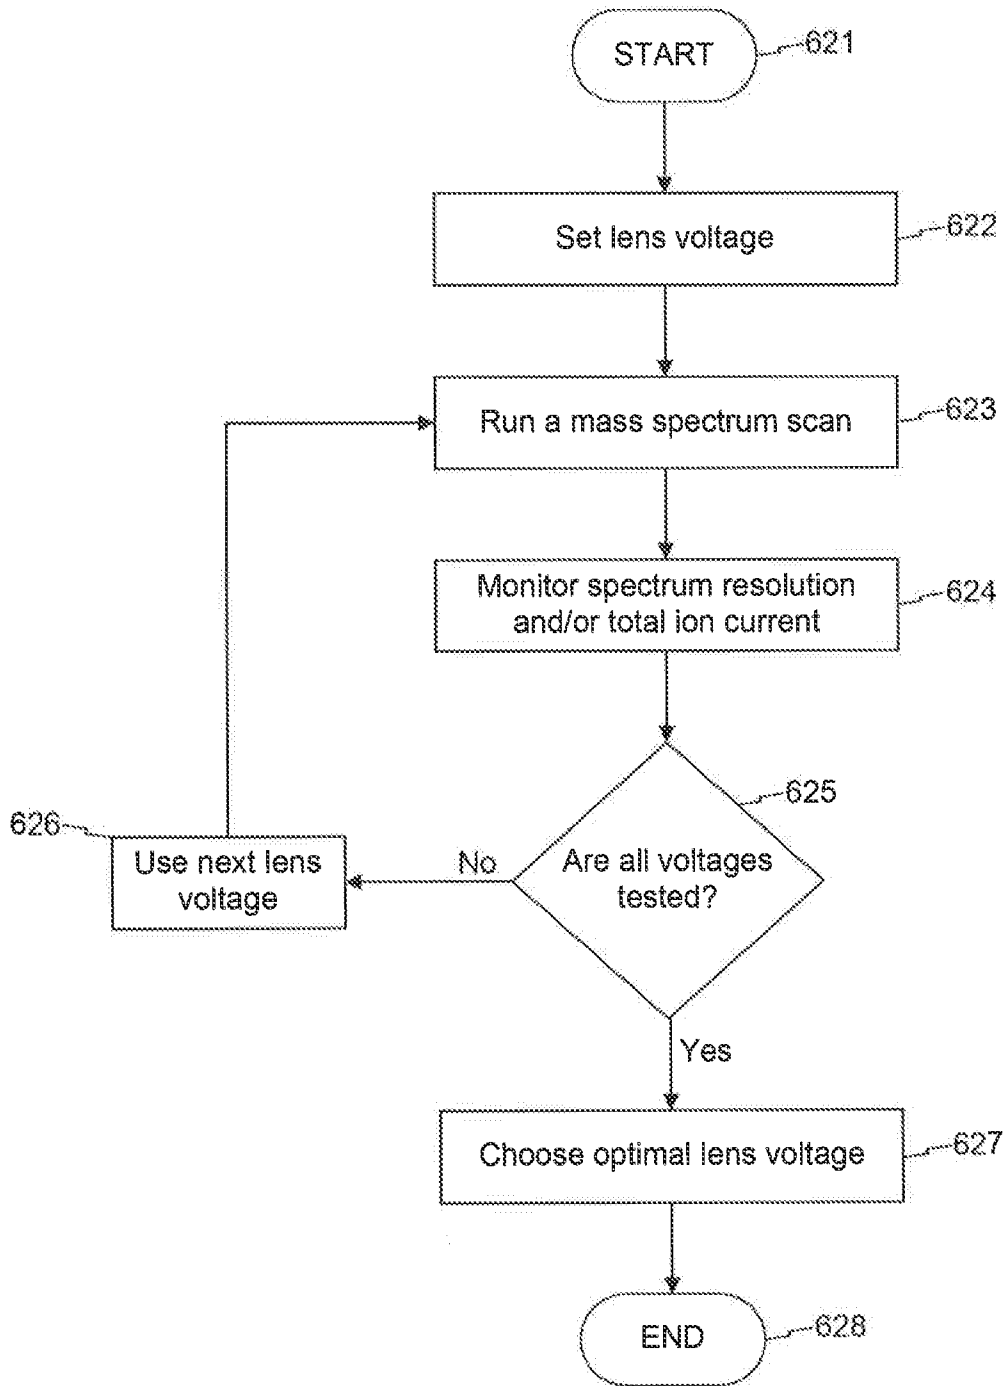 START
621
Set lens voltage
622
Run a mass spectrum scan
623
Monitor spectrum resolution
and/or total ion current
624
Are all voltages
tested?
625
No
626
Use next lens
voltage
Yes
Choose optimal lens voltage
627
END
628